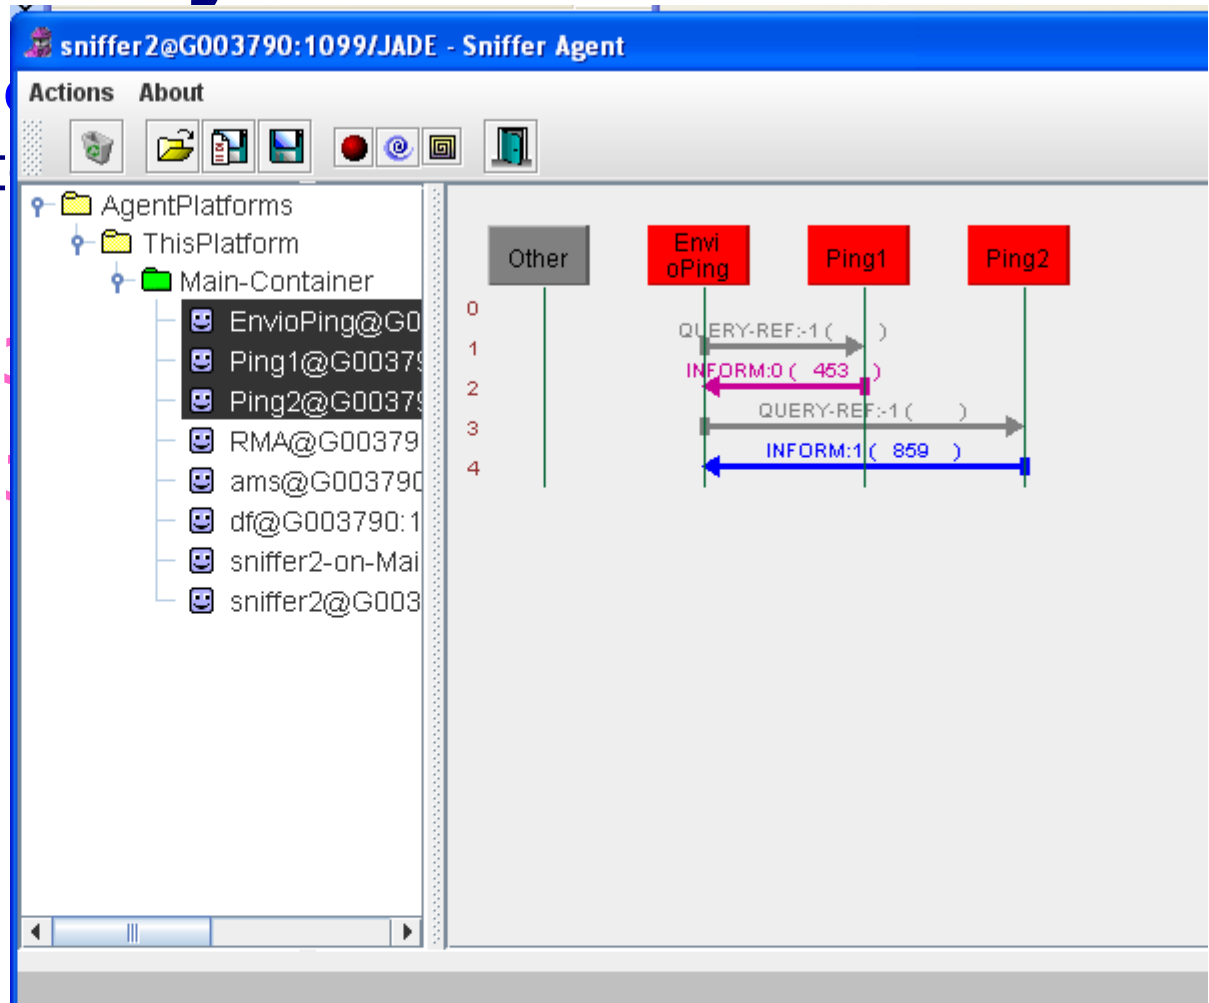 sniffer2@G003790:1099/JADE - Sniffer Agent
Actions About
AgentPlatforms
ThisPlatform
Main-Container
EnvioPing@G0
Ping1@G00379
Ping2@G00379
RMA@G00379
ams@G003790
df@G003790:1
sniffer2-on-Mai
sniffer2@G003
Other
Envi
oPing
Ping1
Ping2
0
QUERY-REF:-1 ( )
1
INFORM:0 ( 453 )
2
QUERY-REF:-1 ( )
3
INFORM:1 ( 859 )
4